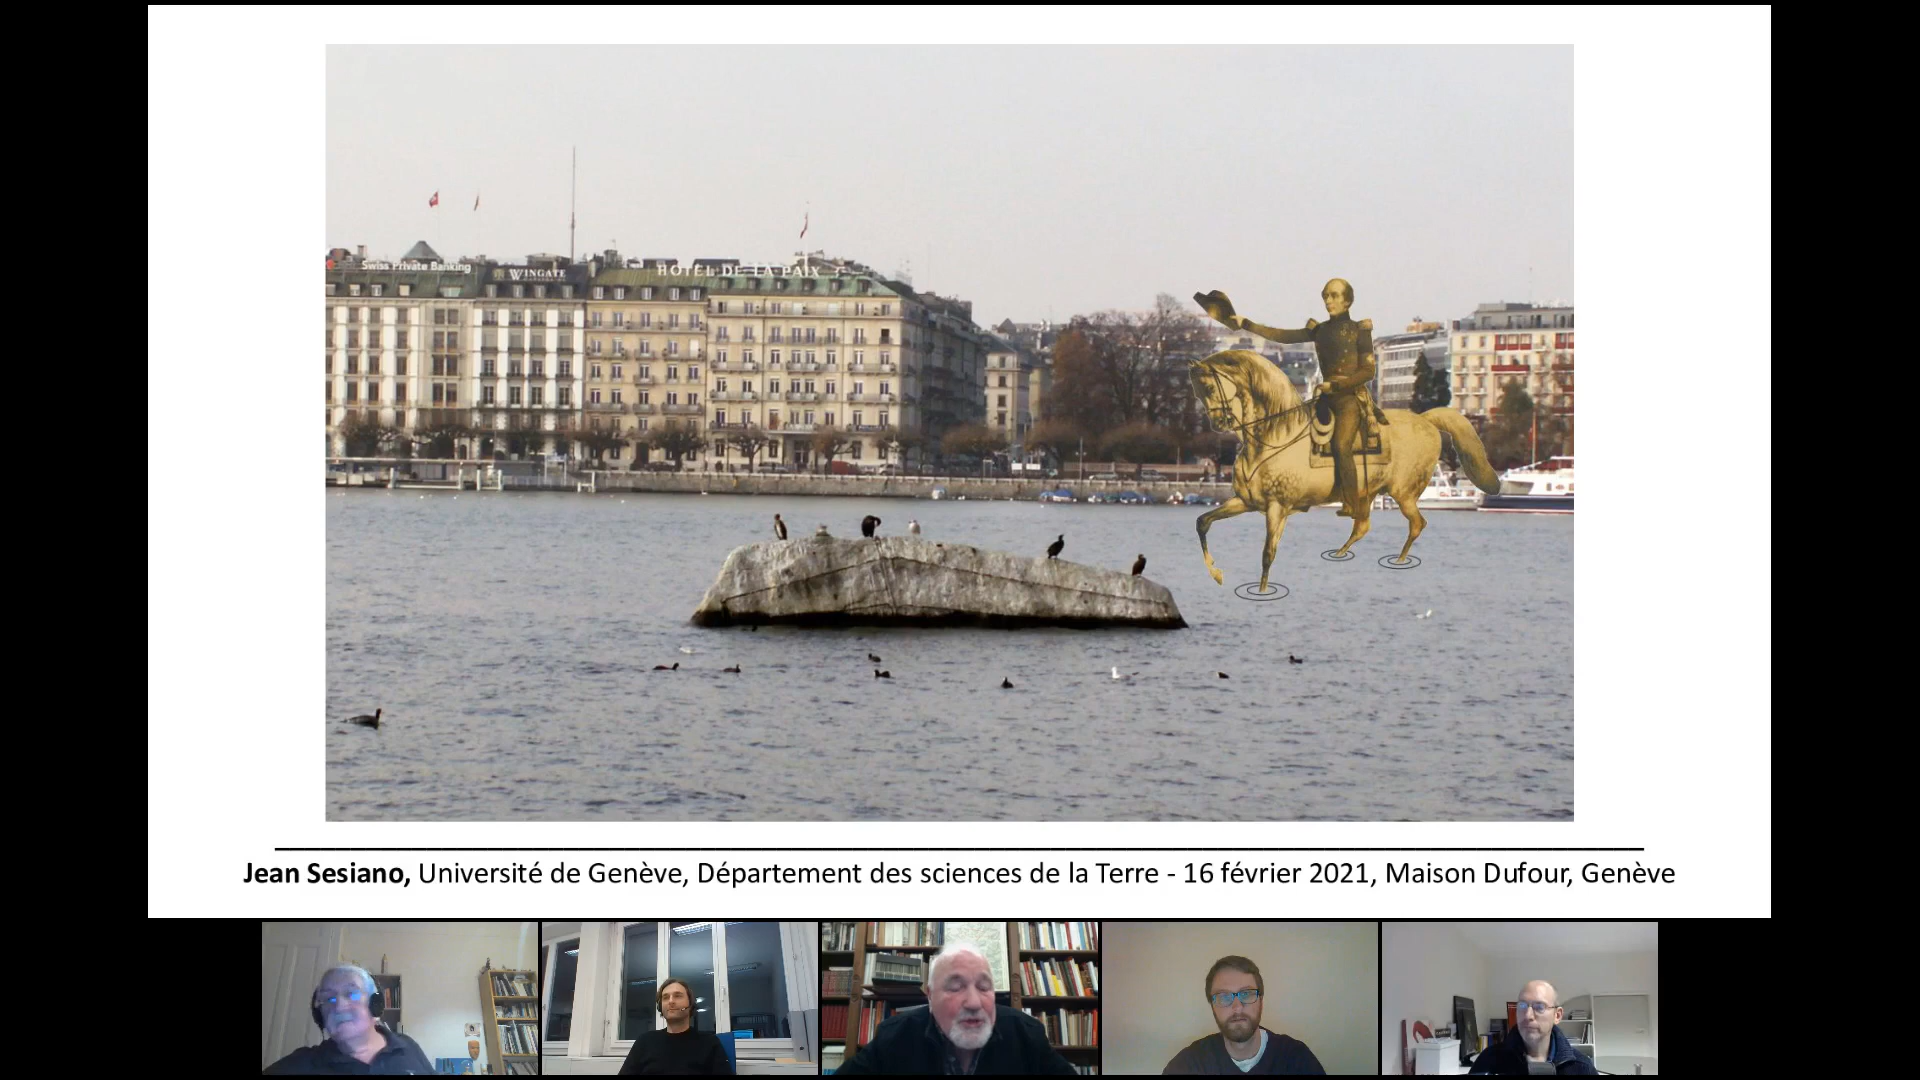 Swiss Private Banking
WINGATE
HÔTEL DE LA PAIX
Jean Sesiano, Université de Genève, Département des sciences de la Terre - 16 février 2021, Maison Dufour, Genève